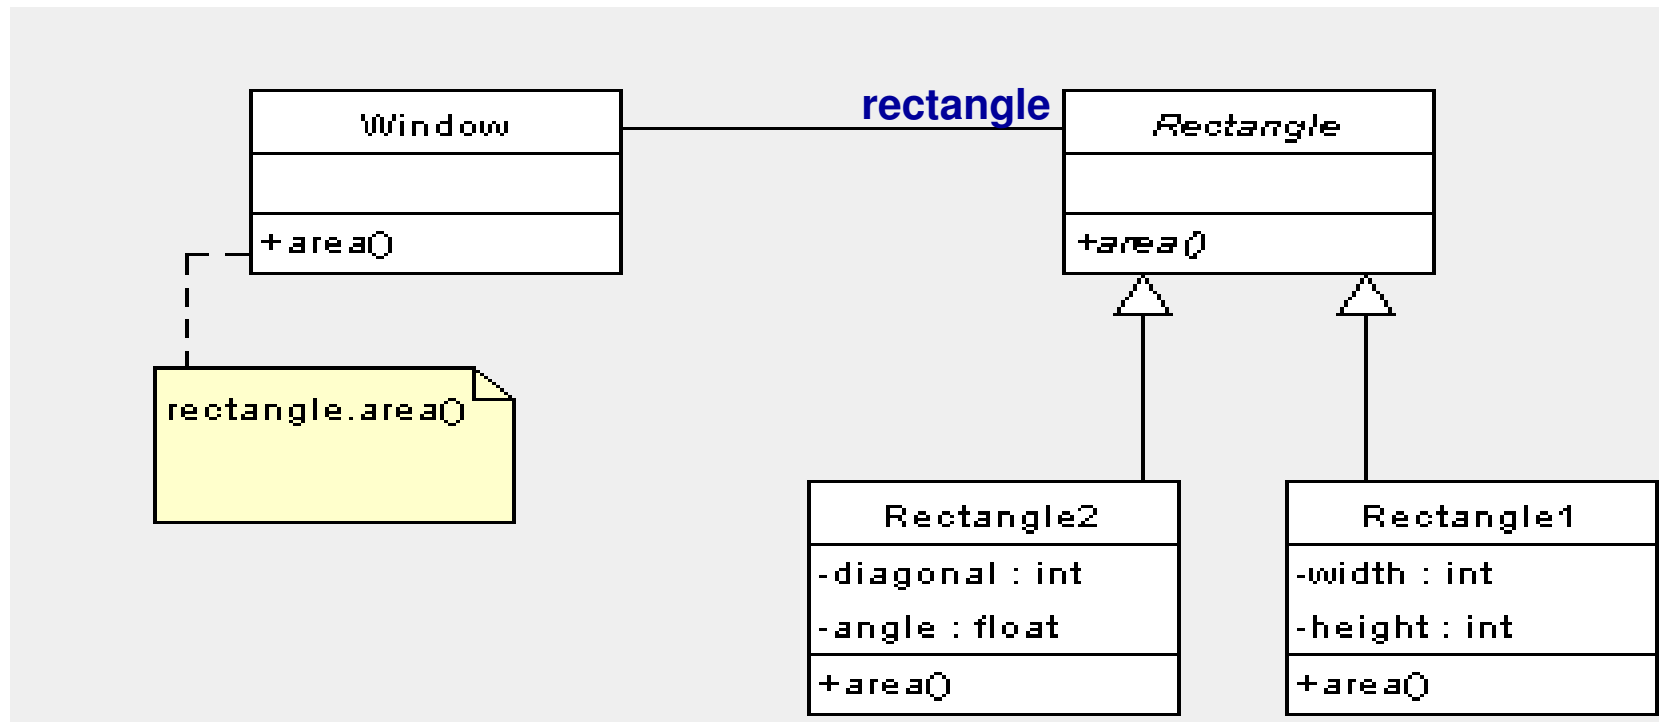 Window
+area()
rectangle
Rectangle
+area()
rectangle.area()
Rectangle2
-diagonal : int
-angle : float
+area()
Rectangle1
-width : int
-height : int
+area()